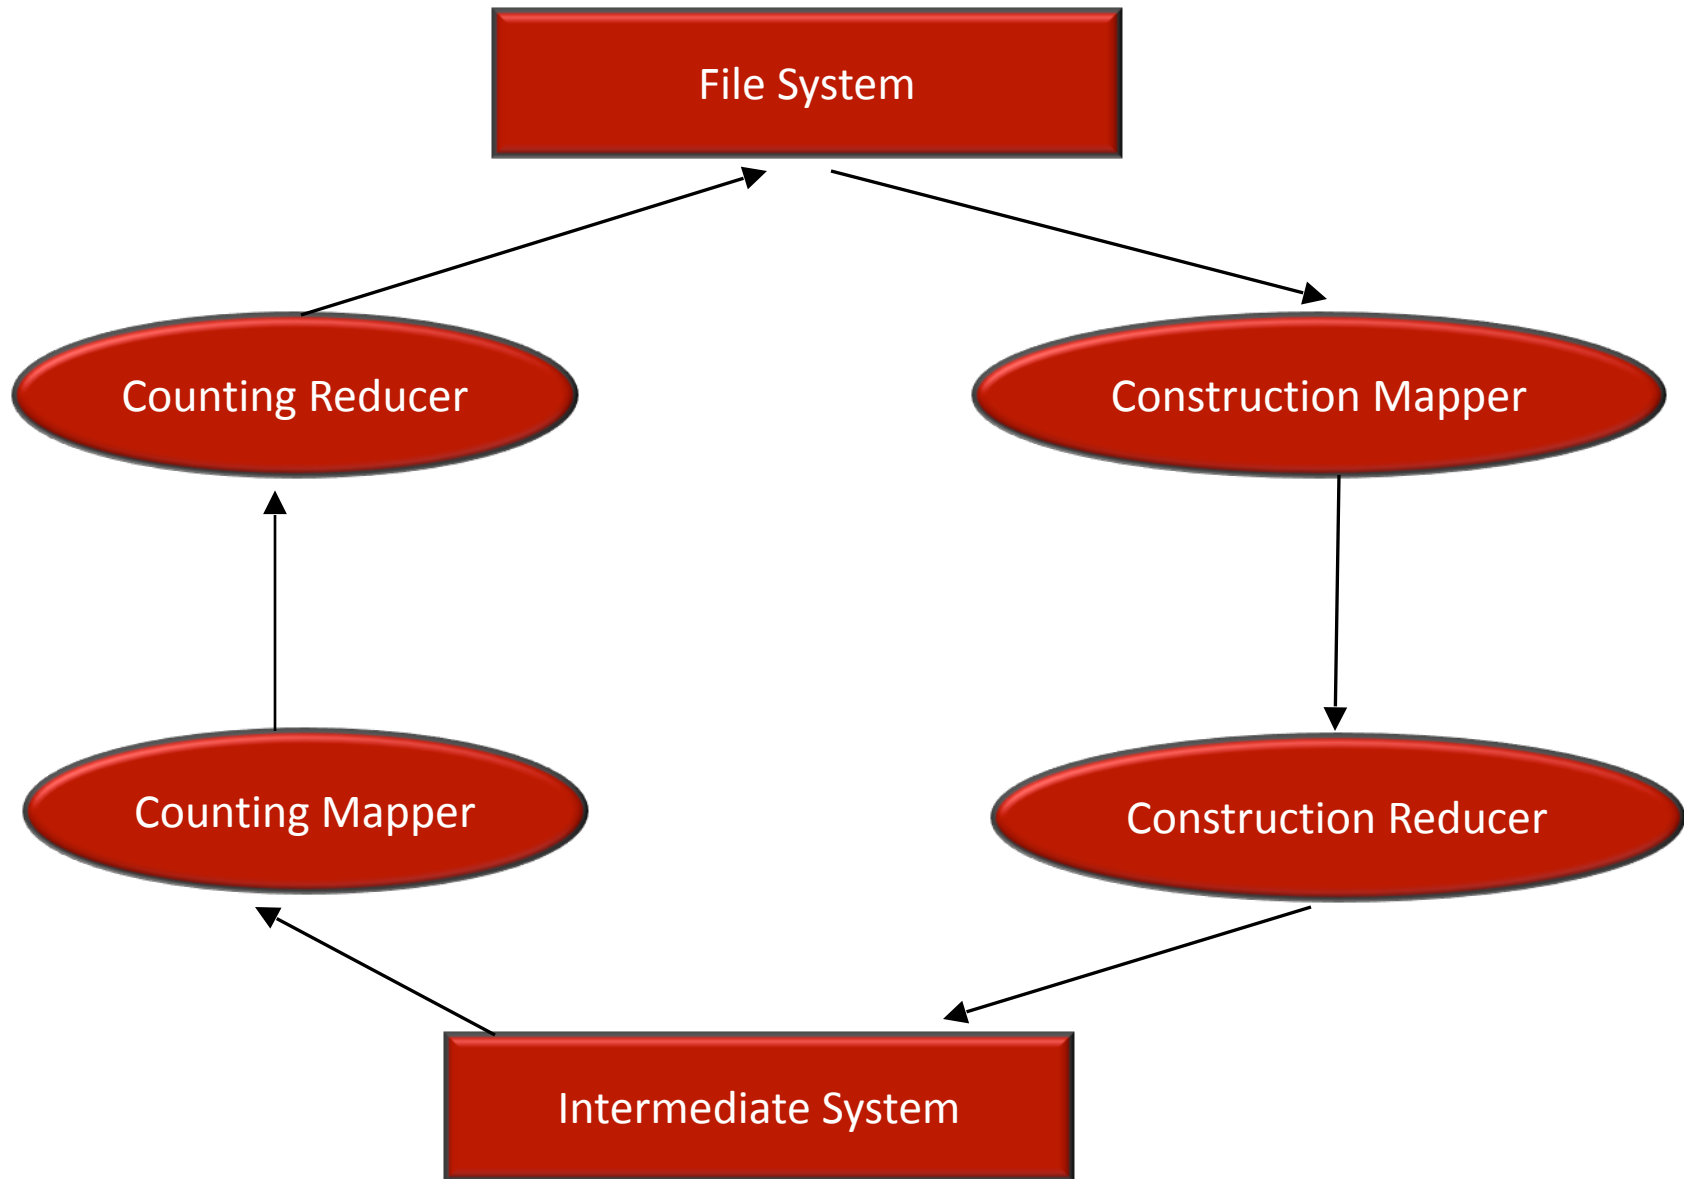 File System
Counting Reducer
Construction Mapper
Counting Mapper
Construction Reducer
Intermediate System